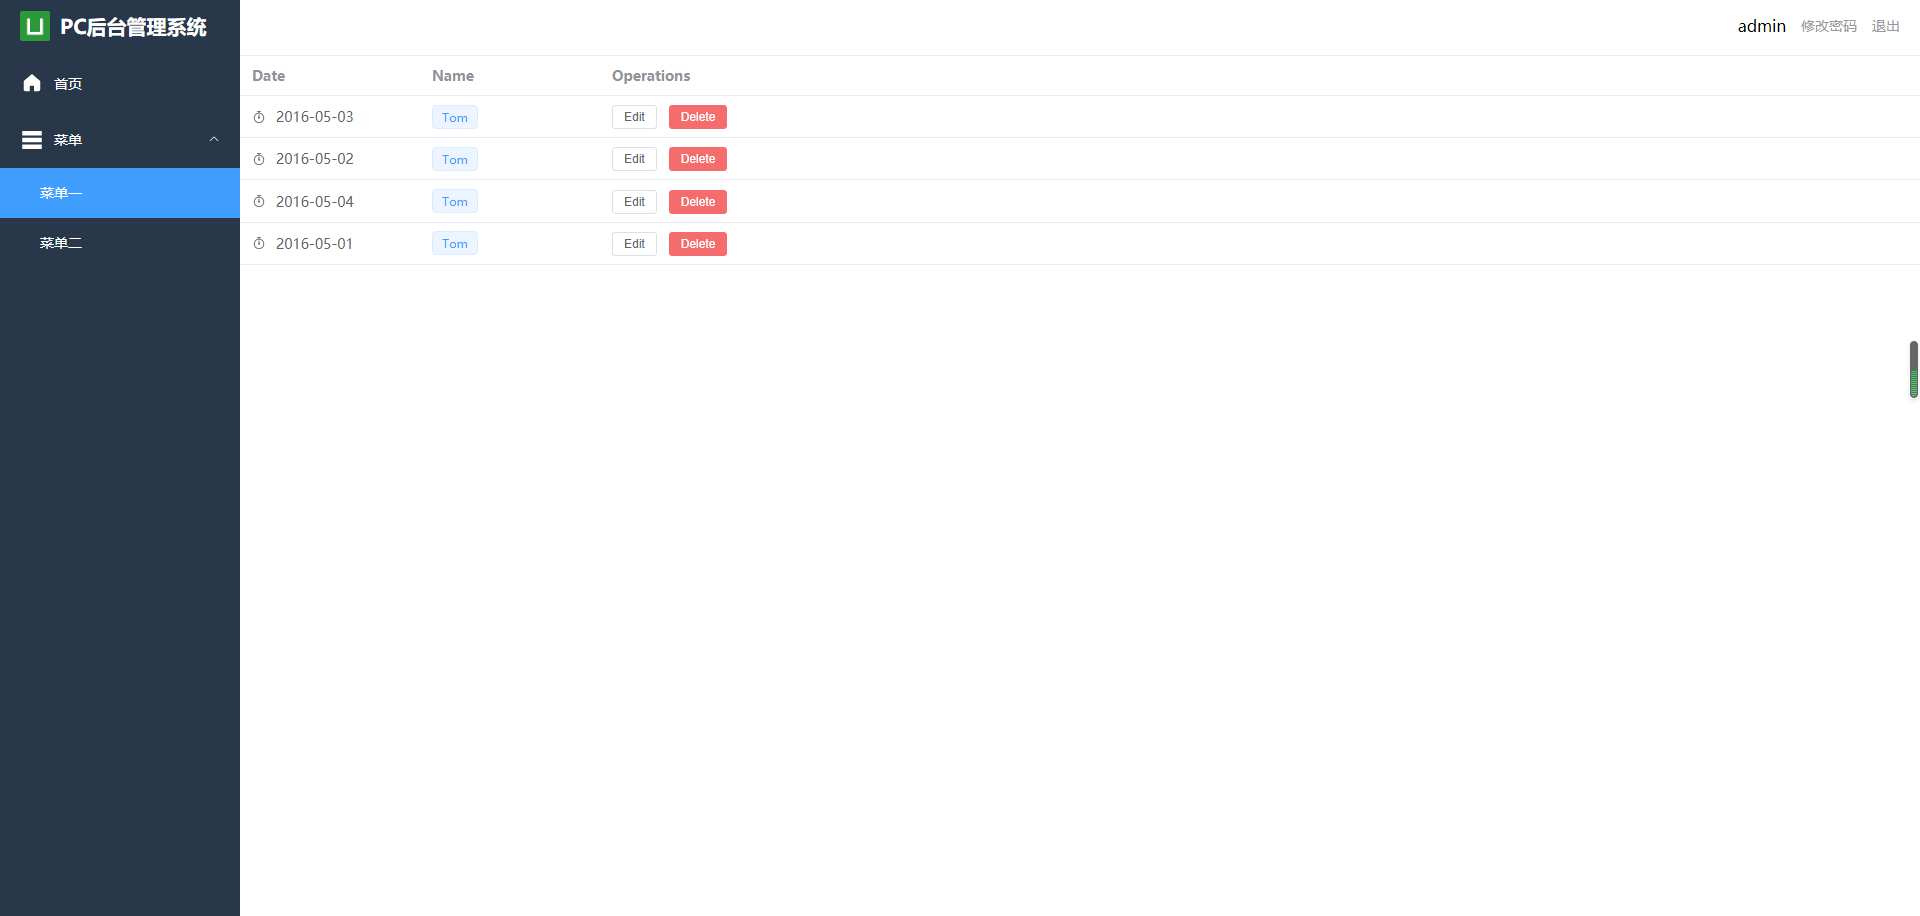 PC后台管理系统
admin 修改密码 退出
首页
菜单
菜单一
菜单二
Date Name Operations
2016-05-03 Tom Edit Delete
2016-05-02 Tom Edit Delete
2016-05-04 Tom Edit Delete
2016-05-01 Tom Edit Delete